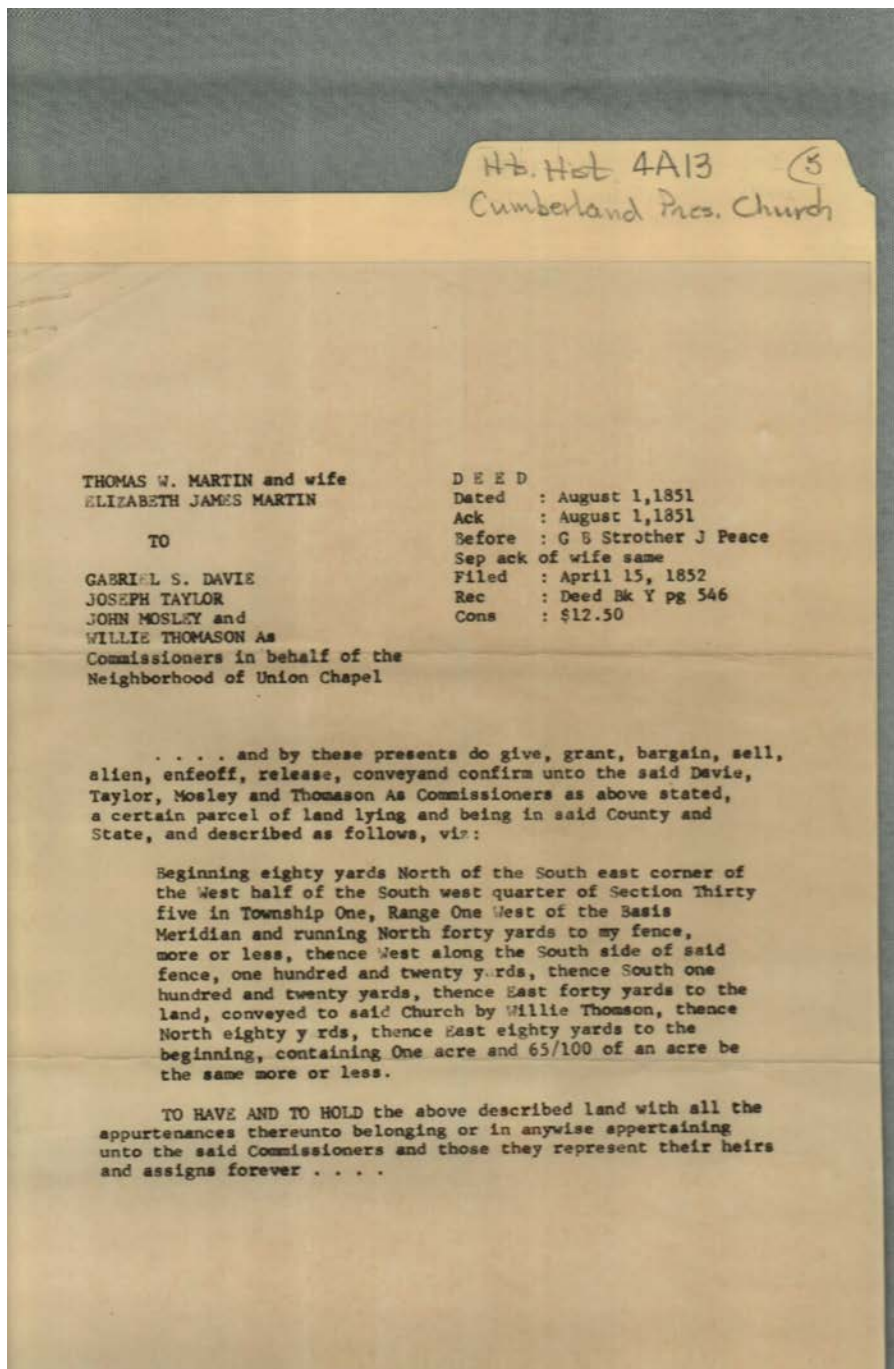 Hb. Hst 4A13 (5
Cumberland Pres. Church
THOMAS W. MARTIN and wife
ELIZABETH JAMES MARTIN
TO
GABRIEL S. DAVIE
JOSEPH TAYLOR
JOHN MOSLEY and
WILLIE THOMASON As
Commissioners in behalf of the
Neighborhood of Union Chapel
D E E D
Dated : August 1,1851
Ack : August 1,1851
Before : G B Strother J Peace
Sep ack of wife same
Filed : April 15, 1852
Rec : Deed Bk Y pg 546
Cons : $12.50
. . . . and by these presents do give, grant, bargain, sell,
alien, enfeoff, release, conveyand confirm unto the said Davie,
Taylor, Mosley and Thomason As Commissioners as above stated,
a certain parcel of land lying and being in said County and
State, and described as follows, viz:
Beginning eighty yards North of the South east corner of
the West half of the South west quarter of Section Thirty
five in Township One, Range One West of the Basis
Meridian and running North forty yards to my fence,
more or less, thence West along the South side of said
fence, one hundred and twenty y rds, thence South one
hundred and twenty yards, thence East forty yards to the
land, conveyed to said Church by Willie Thomson, thence
North eighty y rds, thence East eighty yards to the
beginning, containing One acre and 65/100 of an acre be
the same more or less.
TO HAVE AND TO HOLD the above described land with all the
appurtenances thereunto belonging or in anywise appertaining
unto the said Commissioners and those they represent their heirs
and assigns forever . . . .